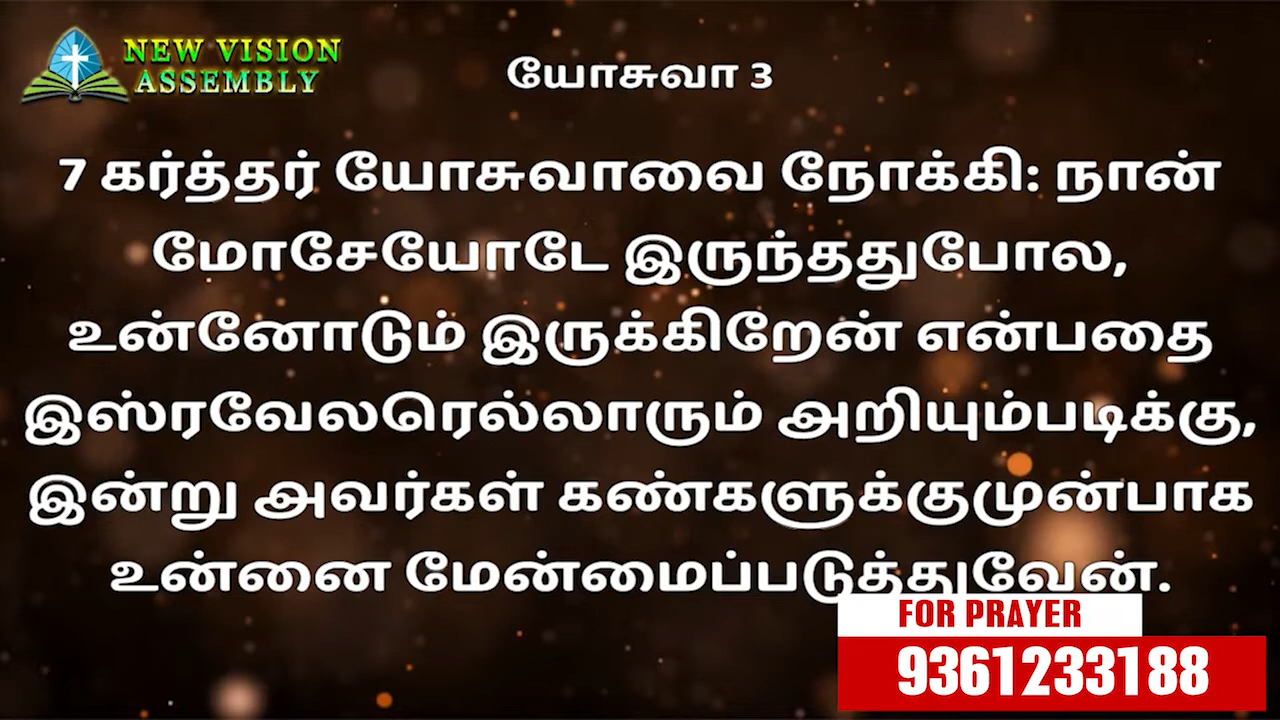 NEW VISION
ASSEMBLY
யோசுவா 3
7 கர்த்தர் யோசுவாவை நோக்கி: நான்
மோசேயோடே இருந்ததுபோல,
உன்னோடும் இருக்கிறேன் என்பதை
இஸ்ரவேலரெல்லாரும் அறியும்படிக்கு,
இன்று அவர்கள் கண்களுக்குமுன்பாக
உன்னை மேன்மைப்படுத்துவேன்.
FOR PRAYER
9361233188